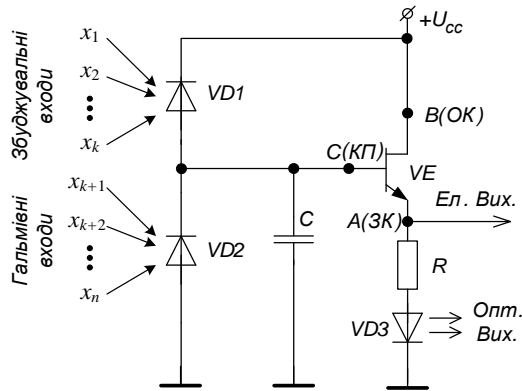 +Ucc
x1
x2
xk
Збуджувальні
входи
VD1
B(ОК)
C(КП)
VE
xk+1
xk+2
xn
Гальмівні
входи
VD2
C
A(ЗК)
Ел. Вих.
R
VD3
Опт.
Вих.